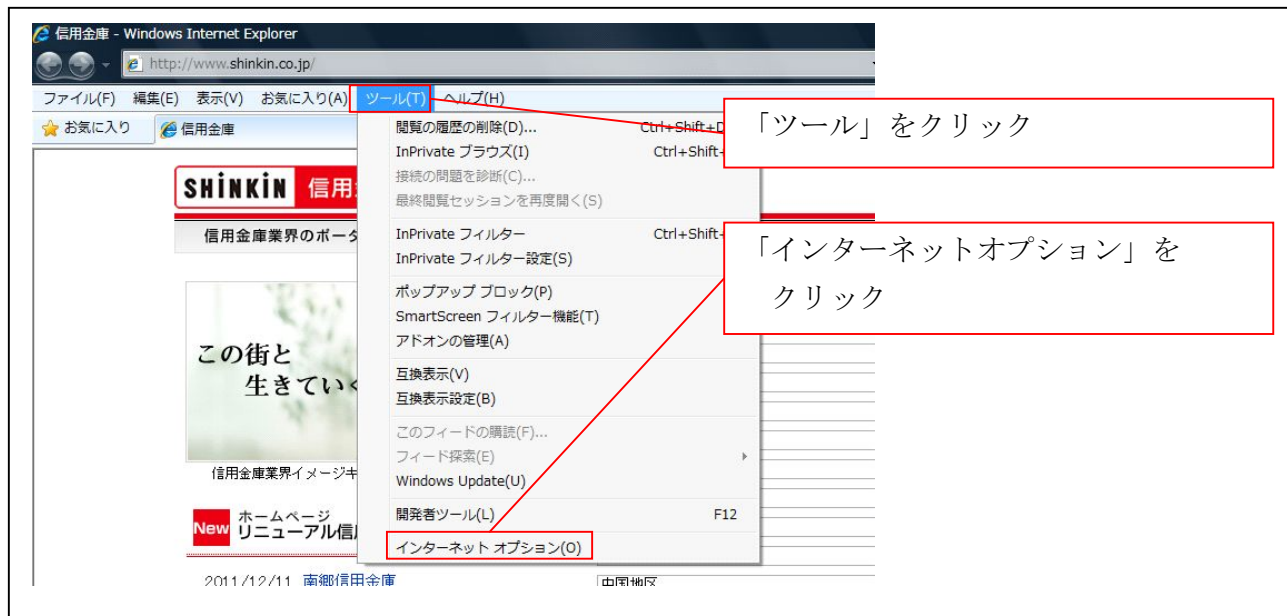 信用金庫 - Windows Internet Explorer
http://www.shinkin.co.jp/
ファイル(F) 編集(E) 表示(V) お気に入り(A) ツール(T) ヘルプ(H)
お気に入り 信用金庫
閲覧の履歴の削除(D)... Ctrl+Shift+D
InPrivate ブラウズ(I) Ctrl+Shift+
接続の問題を診断(C)...
最終閲覧セッションを再度開く(S)
InPrivate フィルター Ctrl+Shift+
InPrivate フィルター設定(S)
ポップアップ ブロック(P)
SmartScreen フィルター機能(T)
アドオンの管理(A)
互換表示(V)
互換表示設定(B)
このフィードの購読(F)...
フィード探索(E)
Windows Update(U)
開発者ツール(L) F12
インターネット オプション(O)
「ツール」をクリック
「インターネットオプション」を
クリック
SHINKIN 信用
信用金庫業界のポータ
この街と
生きてい
信用金庫業界イメージキ
New ホームページ
リニューアル信
2011/12/11 南郷信用金庫
中国地区